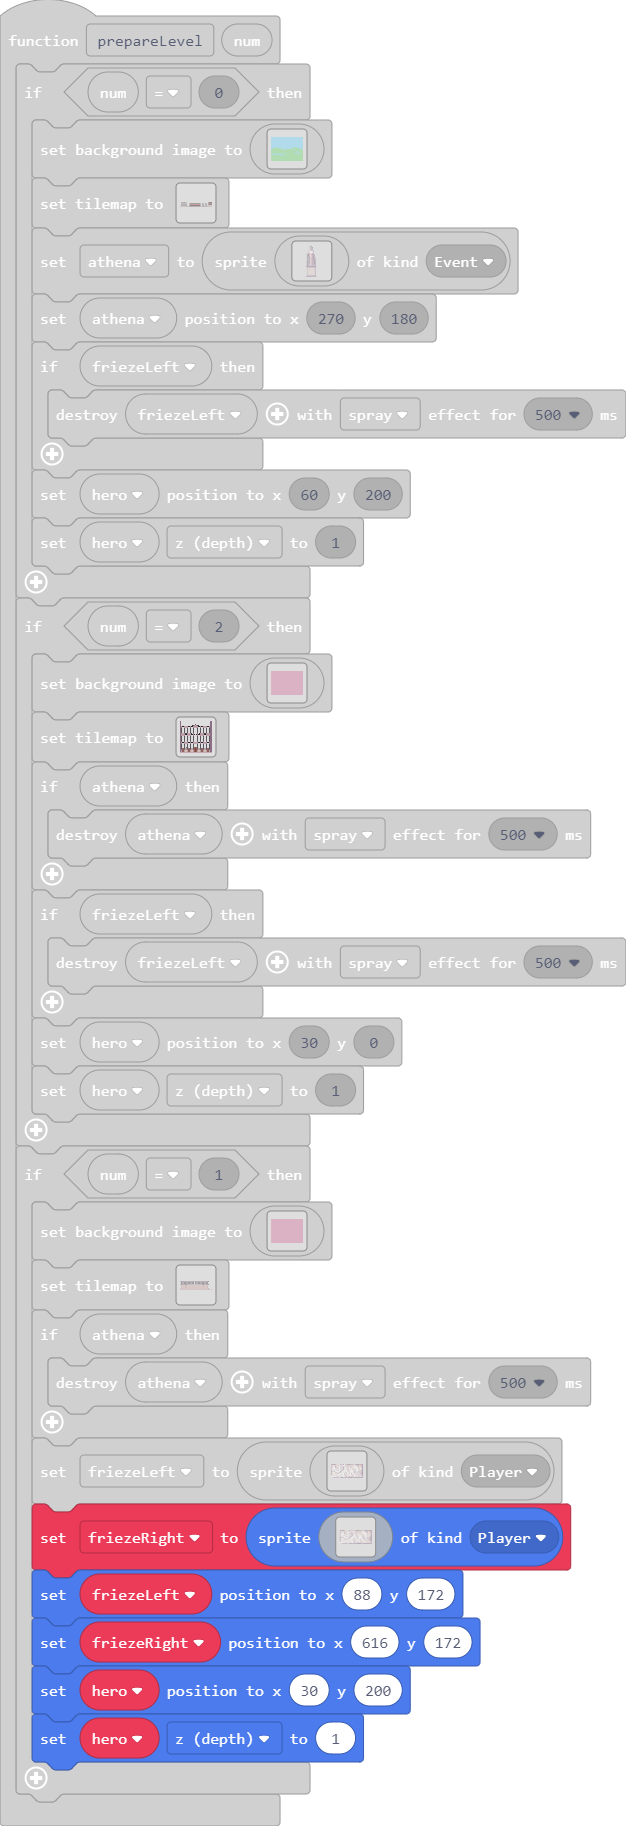 function prepareLevel num
if num = 0 then
set background image to
set tilemap to
set athena to sprite of kind Event
set athena position to x 270 y 180
if friezeLeft then
destroy friezeLeft with spray effect for 500 ms
set hero position to x 60 y 200
set hero z (depth) to 1
if num = 2 then
set background image to
set tilemap to
if athena then
destroy athena with spray effect for 500 ms
if friezeLeft then
destroy friezeLeft with spray effect for 500 ms
set hero position to x 30 y 0
set hero z (depth) to 1
if num = 1 then
set background image to
set tilemap to
if athena then
destroy athena with spray effect for 500 ms
set friezeLeft to sprite of kind Player
set friezeRight to sprite of kind Player
set friezeLeft position to x 88 y 172
set friezeRight position to x 616 y 172
set hero position to x 30 y 200
set hero z (depth) to 1